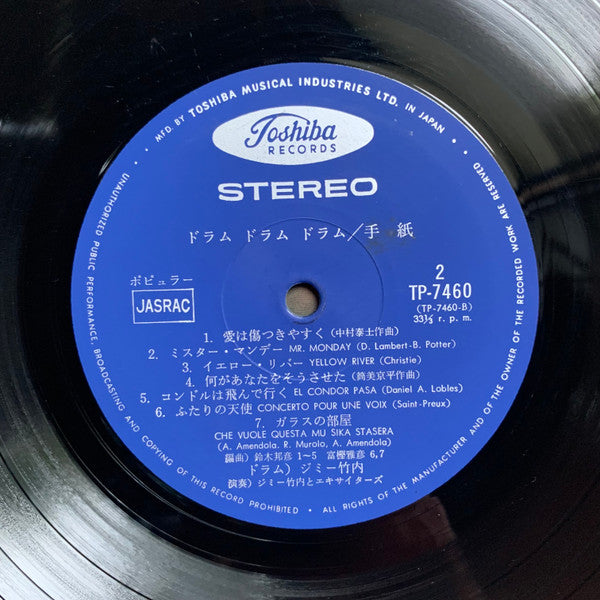 MFD. BY TOSHIBA MUSICAL INDUSTRIES LTD. IN JAPAN
UNAUTHORIZED PUBLIC PERFORMANCE, BROADCASTING AND COPYING OF THIS RECORD PROHIBITED • ALL RIGHTS OF THE MANUFACTURER AND OF THE OWNER OF THE RECORDED WORK ARE RESERVED
Toshiba
RECORDS
STEREO
ドラム ドラム ドラム/手 紙
ポピュラー
JASRAC
2
TP-7460
(TP-7460-B)
33⅓ r. p. m.
1. 愛は傷つきやすく (中村泰士作曲)
2. ミスター・マンデー MR. MONDAY (D. Lambert-B. Potter)
3. イエロー・リバー YELLOW RIVER (Christie)
4. 何があなたをそうさせた (筒美京平作曲)
5. コンドルは飛んで行く EL CONDOR PASA (Daniel A. Lobles)
6. ふたりの天使 CONCERTO POUR UNE VOIX (Saint-Preux)
7. ガラスの部屋
CHE VUOLE QUESTA MU SIKA STASERA
(A. Amendola. R. Murolo, A. Amendola)
編曲) 鈴木邦彦 1〜5 富樫雅彦 6,7
ドラム) ジミー竹内
演奏) ジミー竹内とエキサイターズ